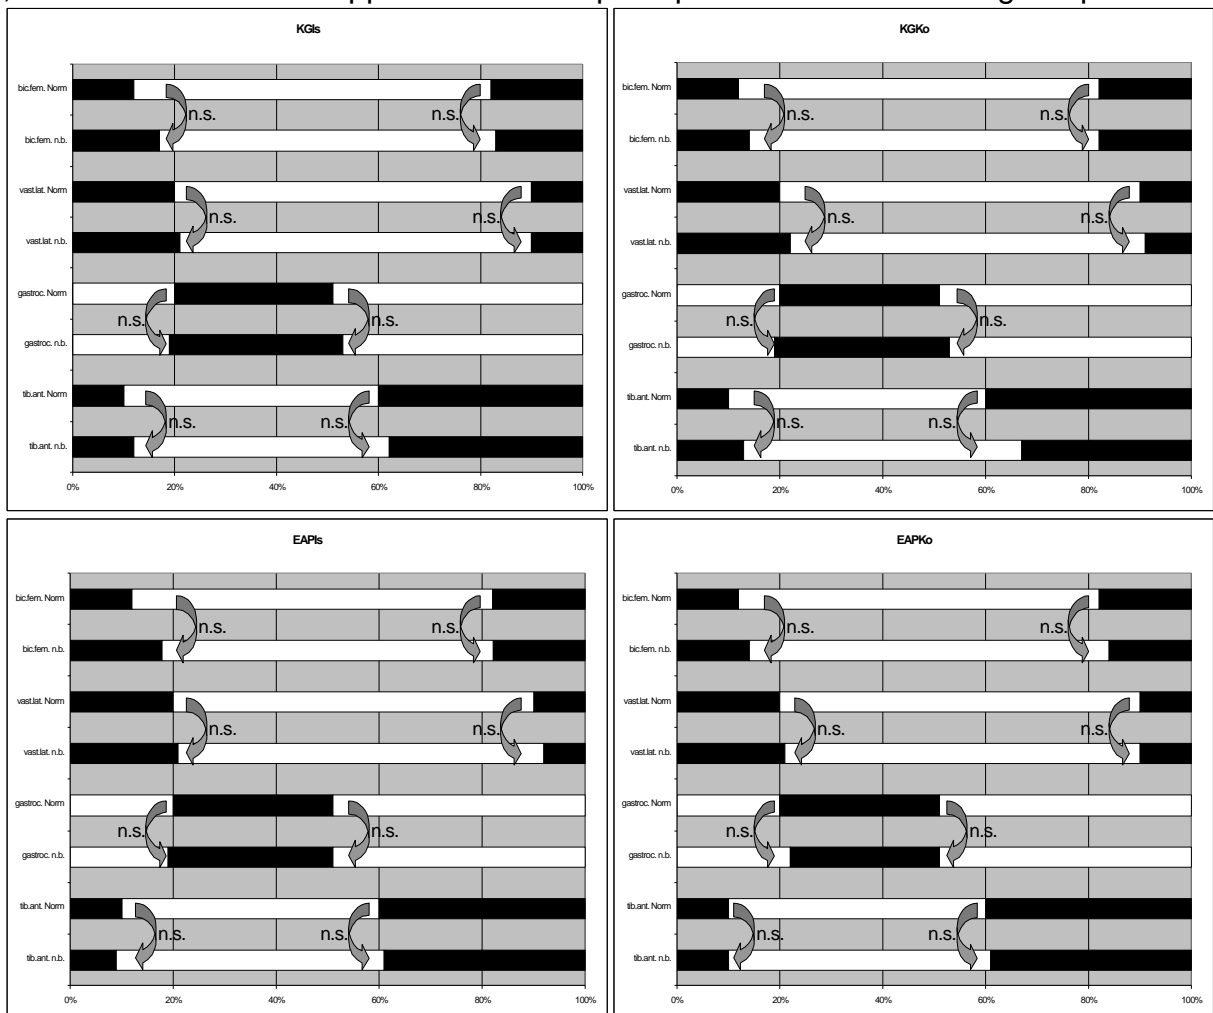 KGIs
bic.fem. Norm
n.s. n.s.
bic.fem. n.b.
vast.lat. Norm
n.s. n.s.
vast.lat. n.b.
gastroc. Norm
n.s. n.s.
gastroc. n.b.
tib.ant. Norm
n.s. n.s.
tib.ant. n.b.
0% 20% 40% 60% 80% 100%
KGKo
bic.fem. Norm
n.s. n.s.
bic.fem. n.b.
vast.lat. Norm
n.s. n.s.
vast.lat. n.b.
gastroc. Norm
n.s. n.s.
gastroc. n.b.
tib.ant. Norm
n.s. n.s.
tib.ant. n.b.
0% 20% 40% 60% 80% 100%
EAPIs
bic.fem. Norm
n.s. n.s.
bic.fem. n.b.
vast.lat. Norm
n.s. n.s.
vast.lat. n.b.
gastroc. Norm
n.s. n.s.
gastroc. n.b.
tib.ant. Norm
n.s. n.s.
tib.ant. n.b.
0% 20% 40% 60% 80% 100%
EAPKo
bic.fem. Norm
n.s. n.s.
bic.fem. n.b.
vast.lat. Norm
n.s. n.s.
vast.lat. n.b.
gastroc. Norm
n.s. n.s.
gastroc. n.b.
tib.ant. Norm
n.s. n.s.
tib.ant. n.b.
0% 20% 40% 60% 80% 100%